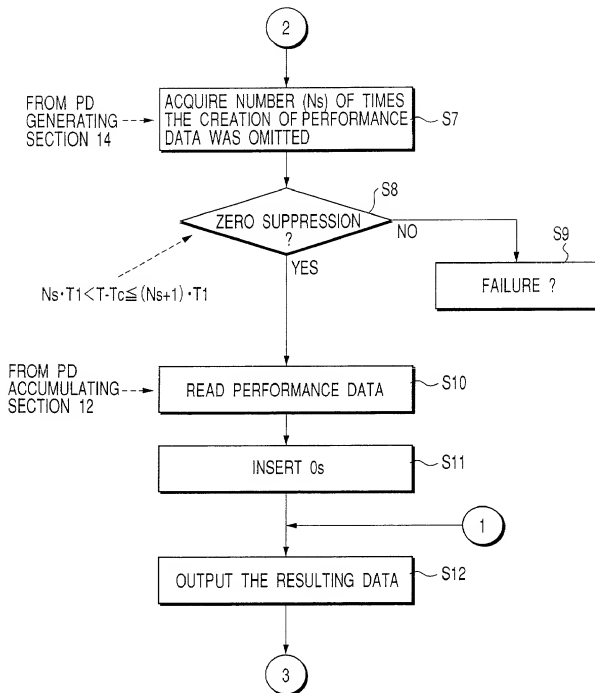 2
FROM PD
GENERATING
SECTION 14
ACQUIRE NUMBER (Ns) OF TIMES
THE CREATION OF PERFORMANCE
DATA WAS OMITTED
S7
S8
ZERO SUPPRESSION
?
NO
YES
S9
FAILURE ?
Ns·T1<T-Tc≦(Ns+1)·T1
FROM PD
ACCUMULATING
SECTION 12
READ PERFORMANCE DATA
S10
INSERT 0s
S11
1
OUTPUT THE RESULTING DATA
S12
3